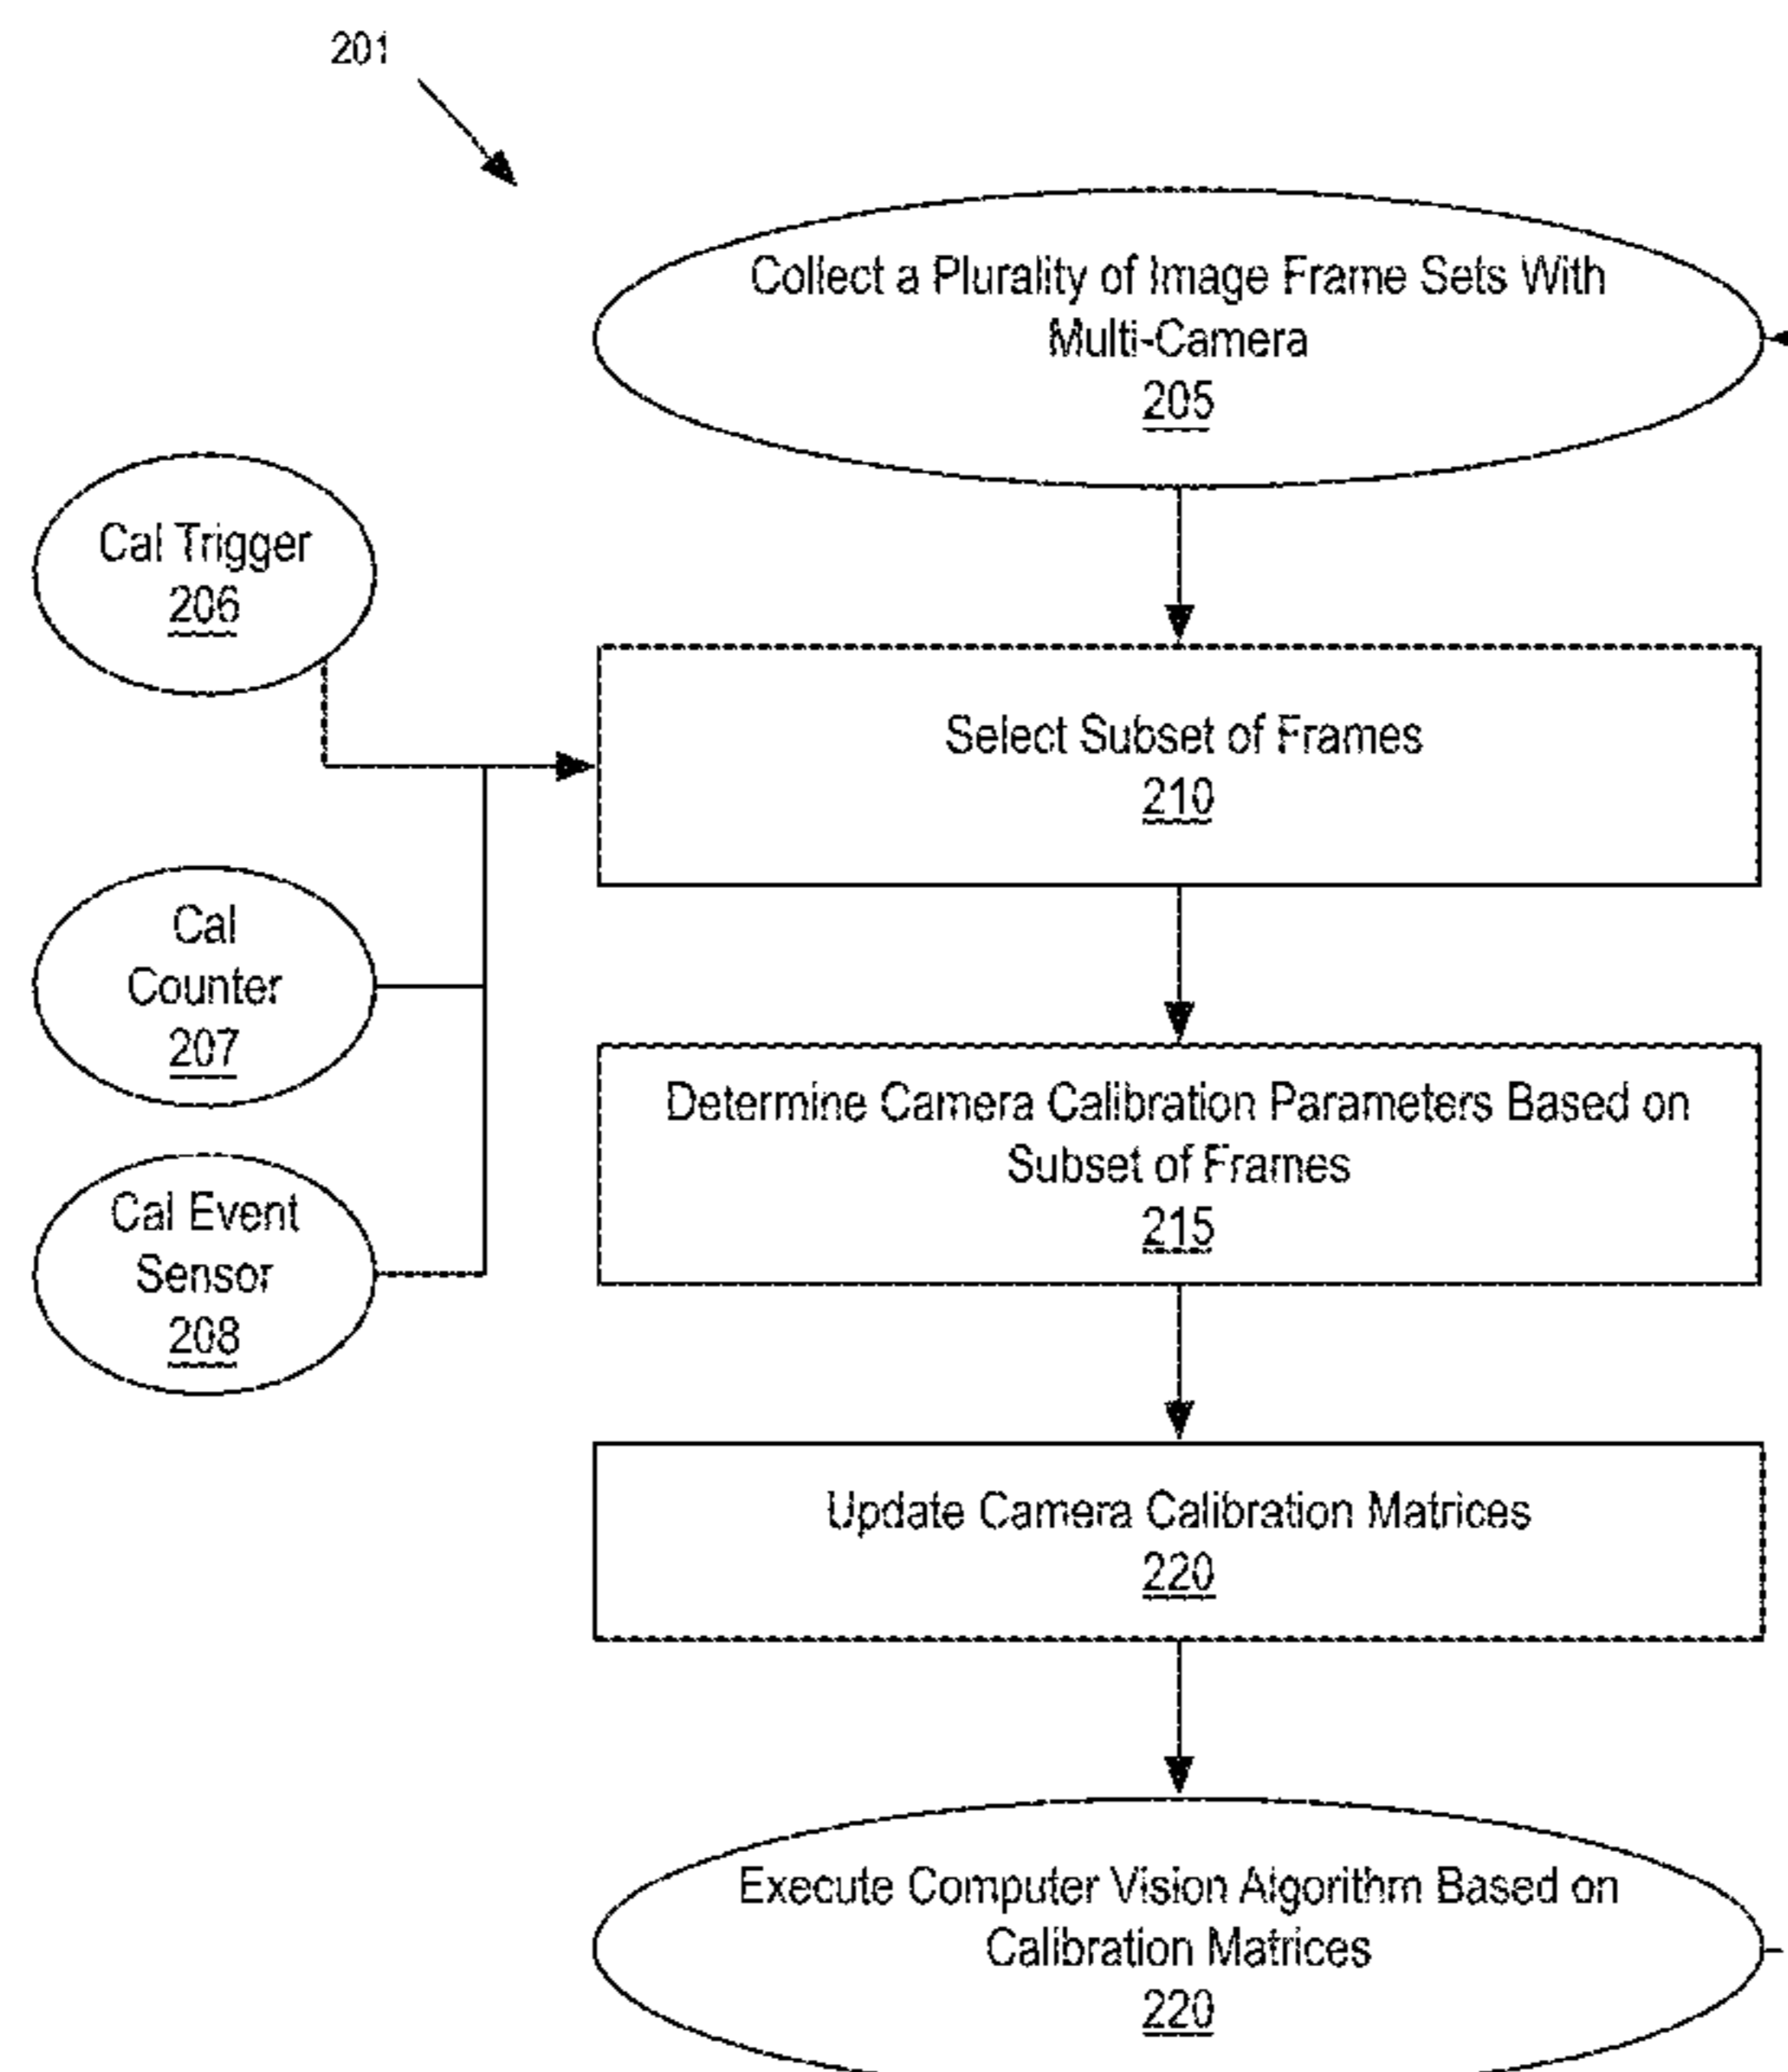 201
Collect a Plurality of Image Frame Sets With
Multi-Camera
205
Cal Trigger
206
Select Subset of Frames
210
Cal
Counter
207
Determine Camera Calibration Parameters Based on
Subset of Frames
215
Cal Event
Sensor
208
Update Camera Calibration Matrices
220
Execute Computer Vision Algorithm Based on
Calibration Matrices
220